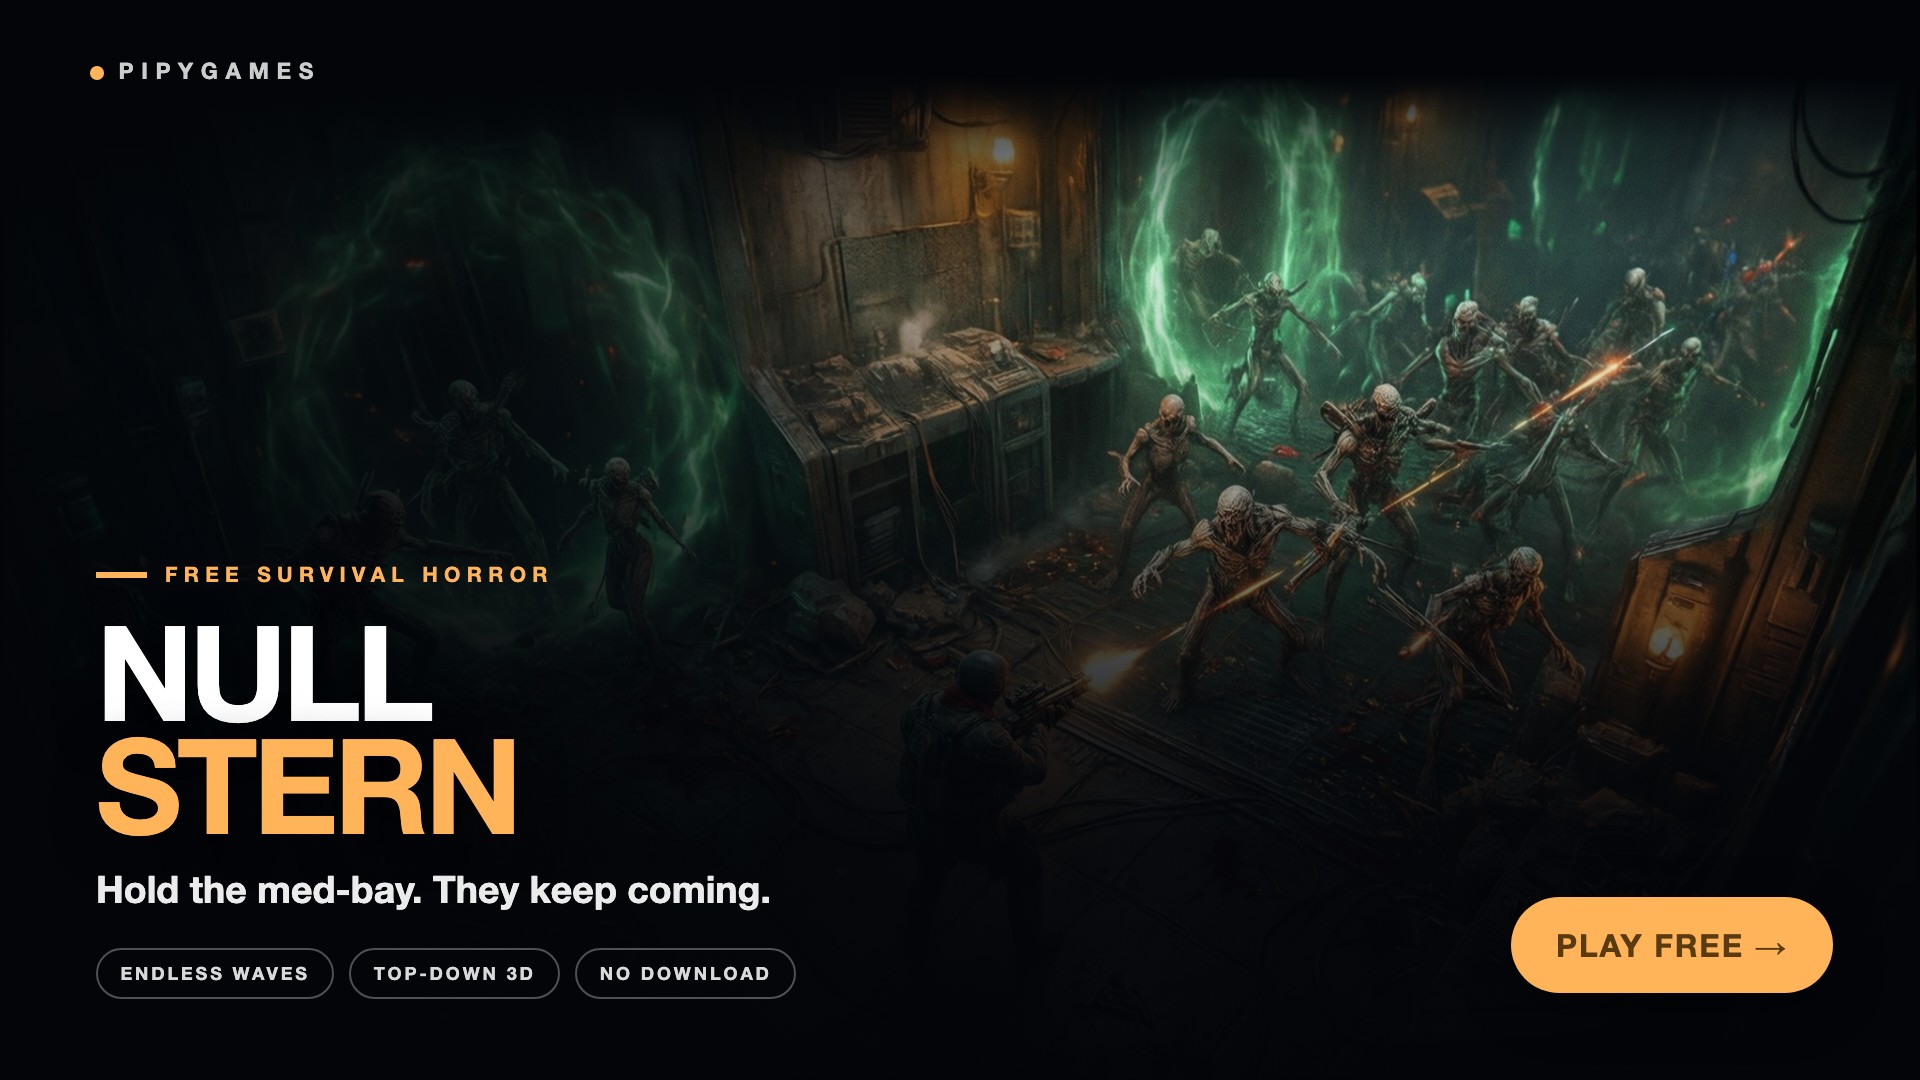 PIPYGAMES
FREE SURVIVAL HORROR
NULL
STERN
Hold the med-bay. They keep coming.
ENDLESS WAVES
TOP-DOWN 3D
NO DOWNLOAD
PLAY FREE →